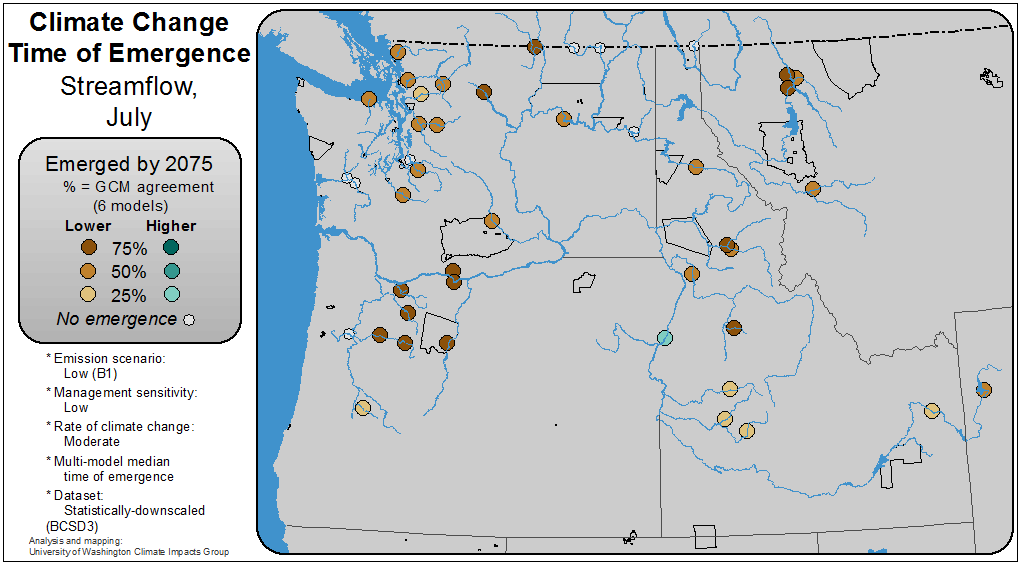 Climate Change
Time of Emergence
Streamflow,
July
Emerged by 2075
% = GCM agreement
(6 models)
Lower Higher
75%
50%
25%
No emergence
* Emission scenario:
Low (B1)
* Management sensitivity:
Low
* Rate of climate change:
Moderate
* Multi-model median
time of emergence
* Dataset:
Statistically-downscaled
(BCSD3)
Analysis and mapping:
University of Washington Climate Impacts Group